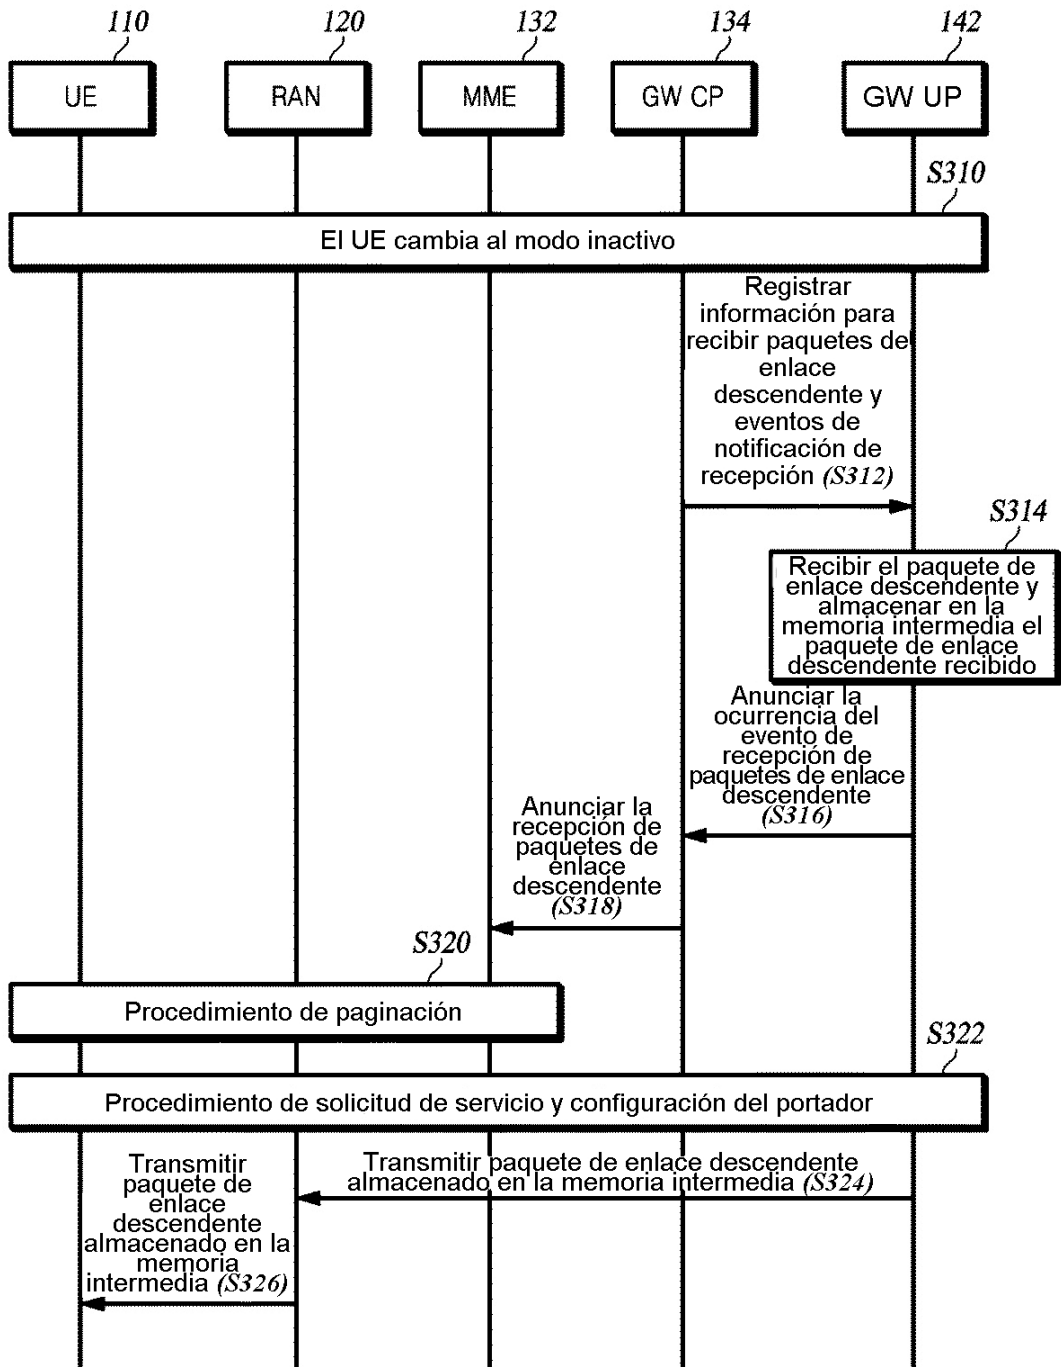 110
120
132
134
142
UE
RAN
MME
GW CP
GW UP
S310
El UE cambia al modo inactivo
Registrar
información para
recibir paquetes del
enlace
descendente y
eventos de
notificación de
recepción (S312)
S314
Recibir el paquete de
enlace descendente y
almacenar en la
memoria intermedia el
paquete de enlace
descendente recibido
Anunciar la
ocurrencia del
evento de
recepción de
paquetes de enlace
descendente
(S316)
Anunciar la
recepción de
paquetes de
enlace
descendente
(S318)
S320
Procedimiento de paginación
S322
Procedimiento de solicitud de servicio y configuración del portador
Transmitir paquete de enlace descendente
almacenado en la memoria intermedia (S324)
Transmitir
paquete de
enlace
descendente
almacenado en la
memoria
intermedia (S326)